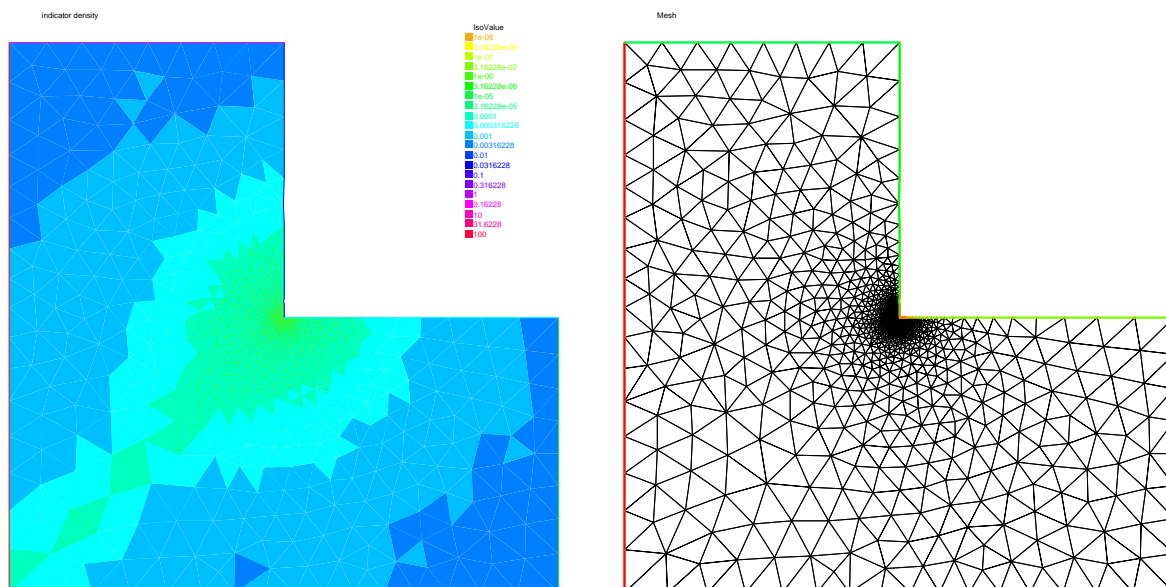 indicator density
IsoValue
1e-08
3.16228e-08
1e-07
3.16228e-07
1e-06
3.16228e-06
1e-05
3.16228e-05
0.0001
0.000316228
0.001
0.00316228
0.01
0.0316228
0.1
0.316228
1
3.16228
10
31.6228
100
Mesh